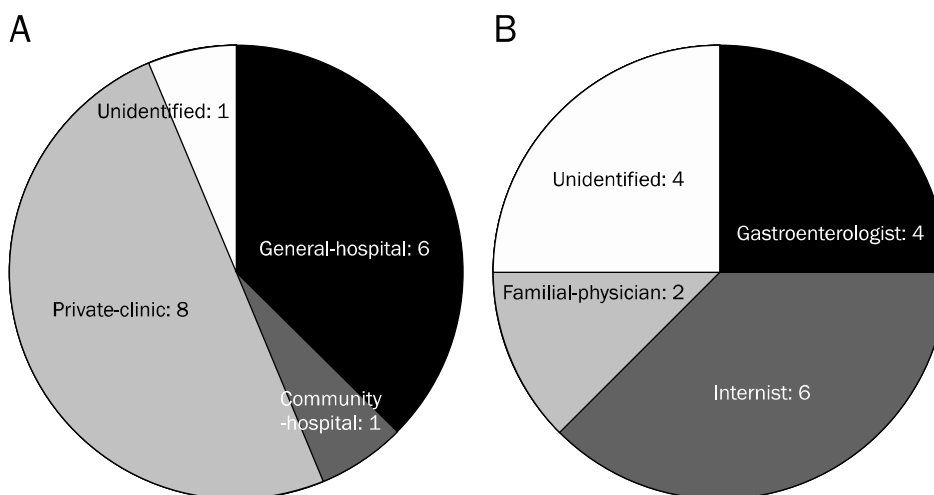 A
Unidentified: 1
General-hospital: 6
Private-clinic: 8
Community
-hospital: 1
B
Unidentified: 4
Gastroenterologist: 4
Familial-physician: 2
Internist: 6